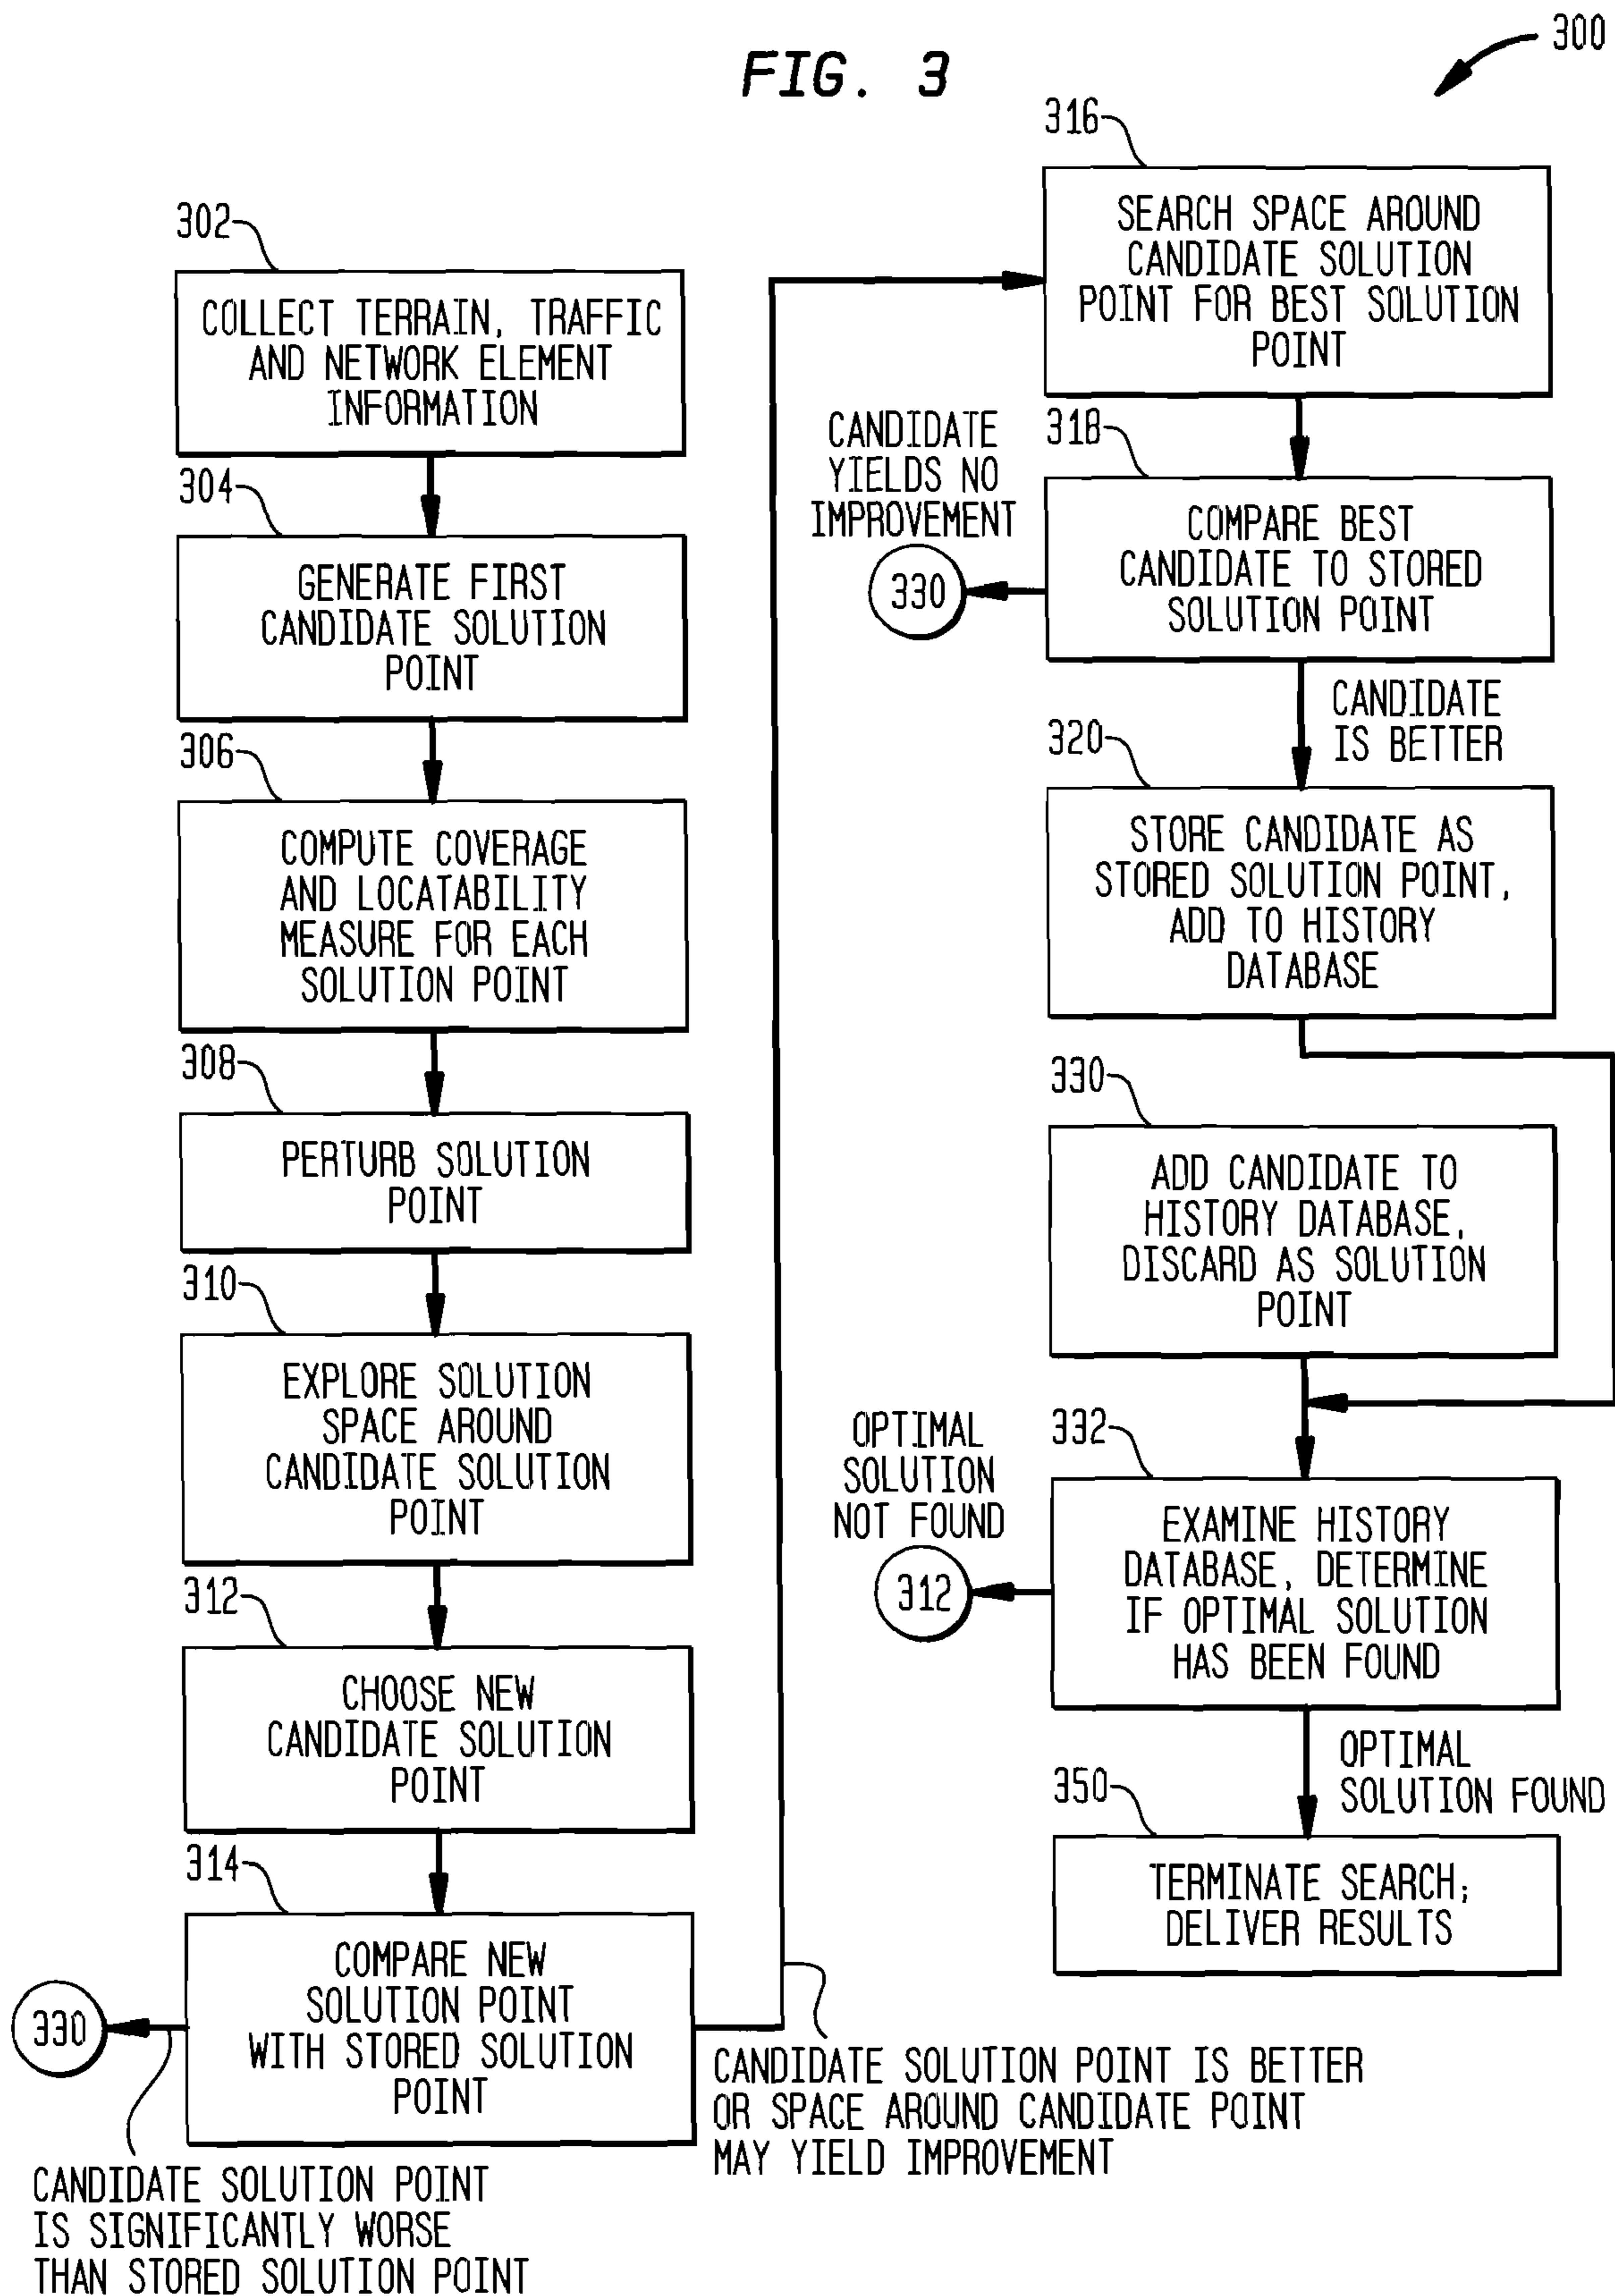 FIG. 3
300
302
COLLECT TERRAIN, TRAFFIC
AND NETWORK ELEMENT
INFORMATION
304
GENERATE FIRST
CANDIDATE SOLUTION
POINT
306
COMPUTE COVERAGE
AND LOCATABILITY
MEASURE FOR EACH
SOLUTION POINT
308
PERTURB SOLUTION
POINT
310
EXPLORE SOLUTION
SPACE AROUND
CANDIDATE SOLUTION
POINT
312
CHOOSE NEW
CANDIDATE SOLUTION
POINT
314
COMPARE NEW
SOLUTION POINT
WITH STORED SOLUTION
POINT
330
CANDIDATE SOLUTION POINT
IS SIGNIFICANTLY WORSE
THAN STORED SOLUTION POINT
CANDIDATE SOLUTION POINT IS BETTER
OR SPACE AROUND CANDIDATE POINT
MAY YIELD IMPROVEMENT
316
SEARCH SPACE AROUND
CANDIDATE SOLUTION
POINT FOR BEST SOLUTION
POINT
318
COMPARE BEST
CANDIDATE TO STORED
SOLUTION POINT
CANDIDATE
YIELDS NO
IMPROVEMENT
330
CANDIDATE
IS BETTER
320
STORE CANDIDATE AS
STORED SOLUTION POINT,
ADD TO HISTORY
DATABASE
330
ADD CANDIDATE TO
HISTORY DATABASE,
DISCARD AS SOLUTION
POINT
332
EXAMINE HISTORY
DATABASE, DETERMINE
IF OPTIMAL SOLUTION
HAS BEEN FOUND
OPTIMAL
SOLUTION
NOT FOUND
312
OPTIMAL
SOLUTION FOUND
350
TERMINATE SEARCH;
DELIVER RESULTS